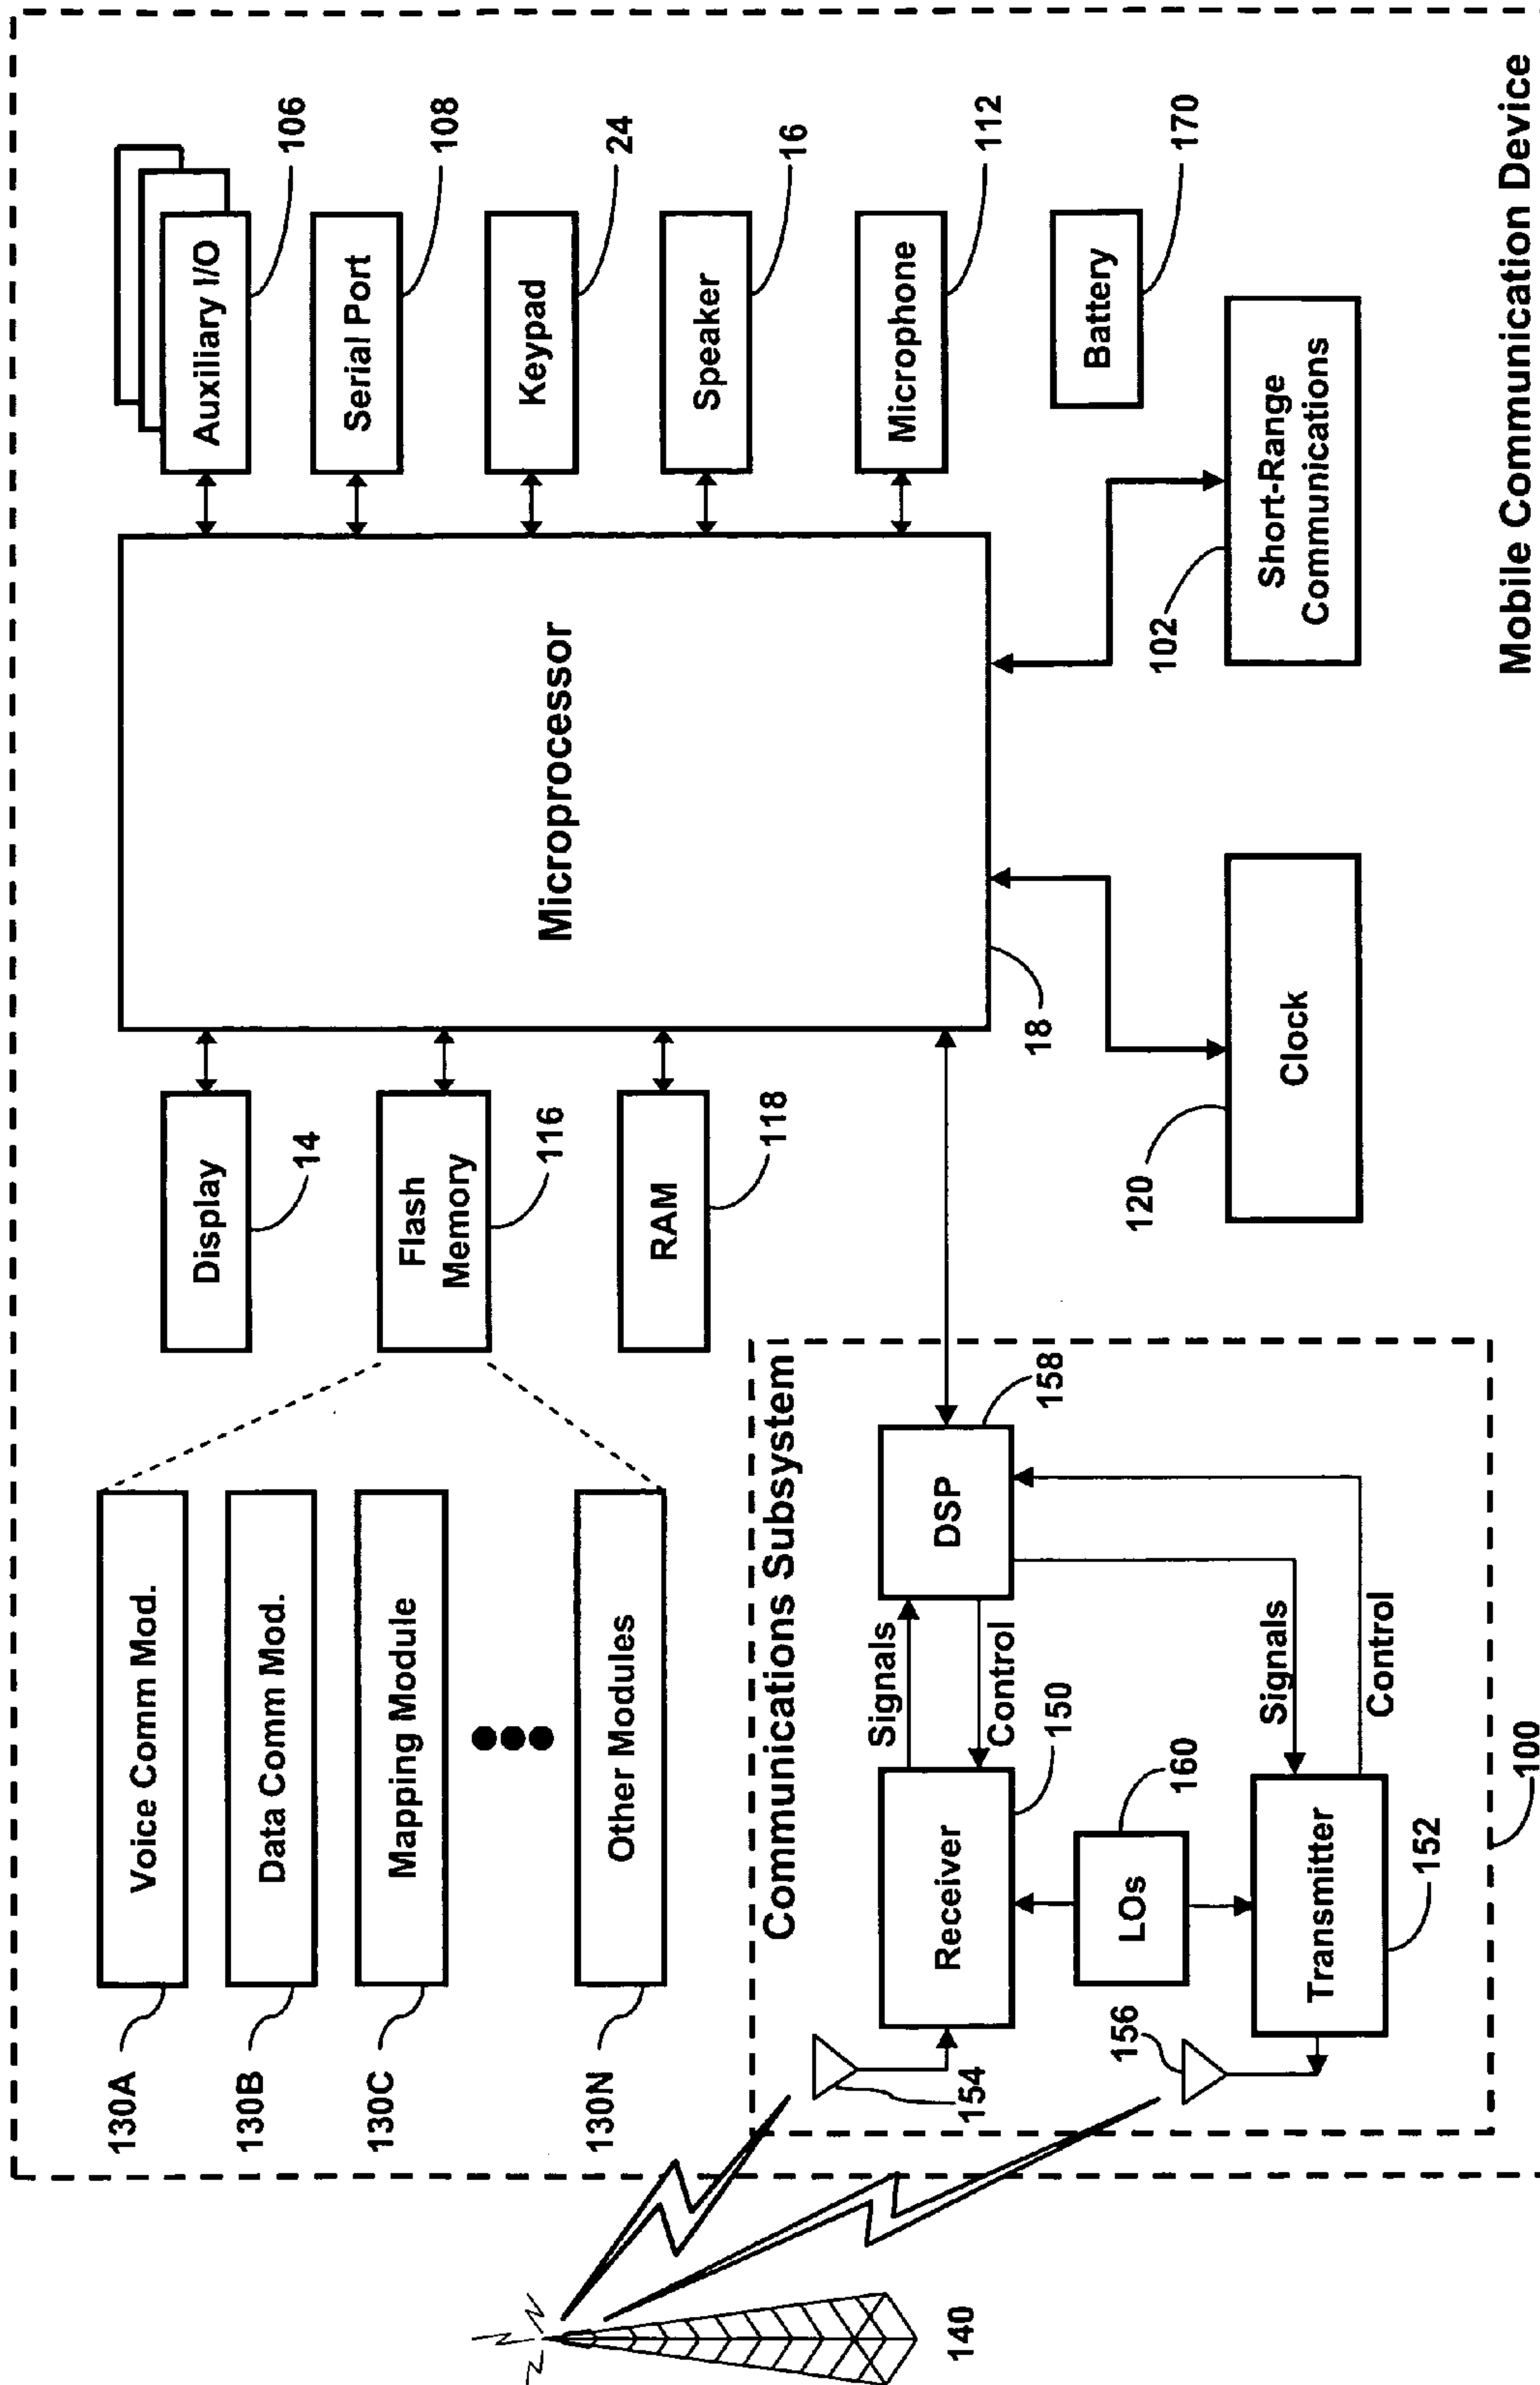 Voice Comm Mod.
130A
Data Comm Mod.
130B
Mapping Module
130C
Other Modules
130N
Display
14
Flash
Memory
116
RAM
118
Microprocessor
18
Auxiliary I/O
106
Serial Port
108
Keypad
24
Speaker
16
Microphone
112
Battery
170
Short-Range
Communications
102
Clock
120
Communications Subsystem
Signals
Control
DSP
158
Receiver
150
154
LOs
160
156
Signals
Control
Transmitter
152
100
140
Mobile Communication Device